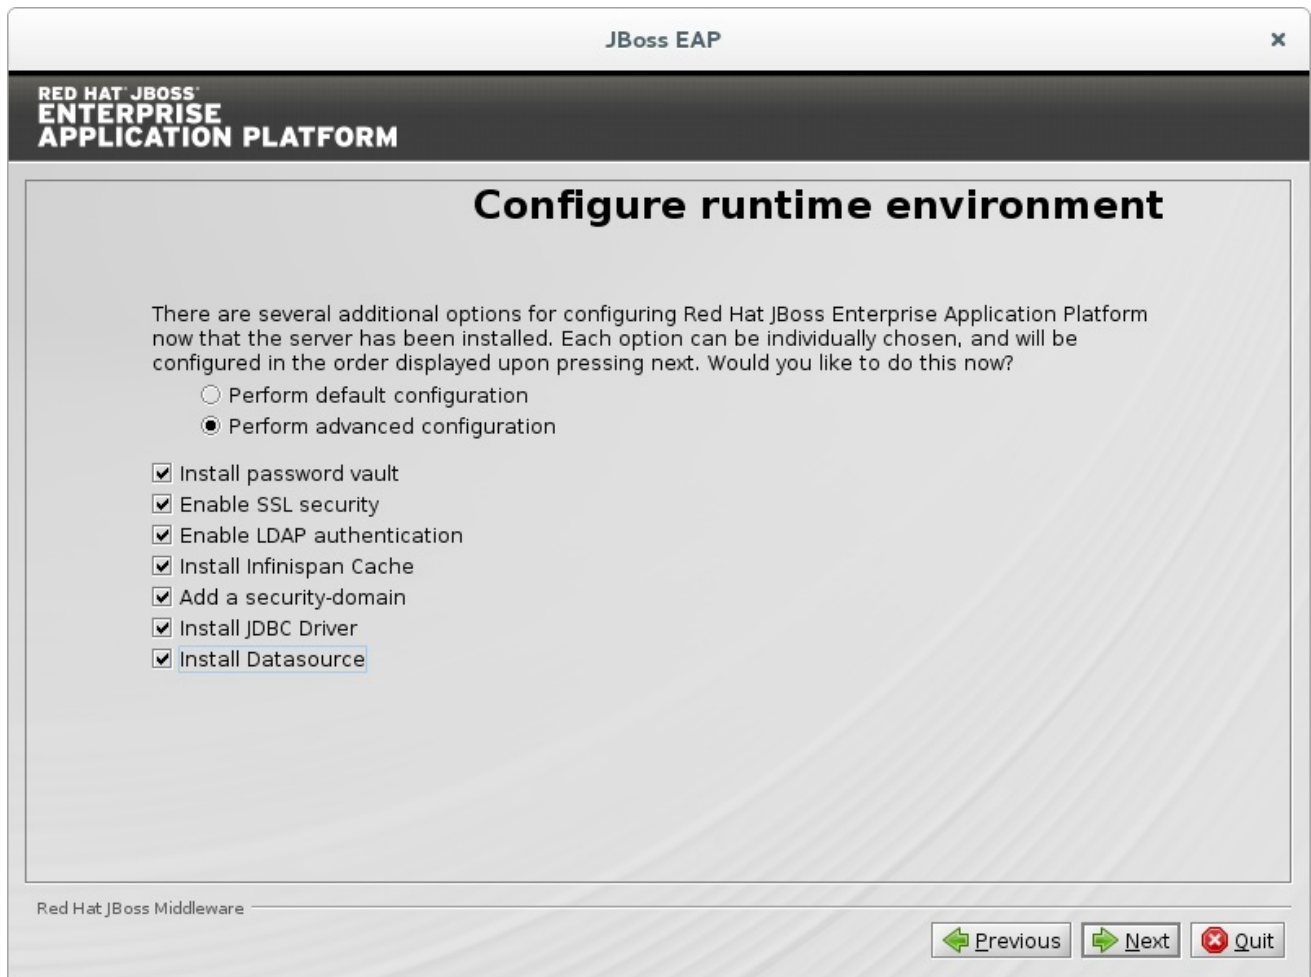 JBoss EAP
RED HAT JBOSS
ENTERPRISE
APPLICATION PLATFORM
Configure runtime environment
There are several additional options for configuring Red Hat JBoss Enterprise Application Platform
now that the server has been installed. Each option can be individually chosen, and will be
configured in the order displayed upon pressing next. Would you like to do this now?
Perform default configuration
Perform advanced configuration
Install password vault
Enable SSL security
Enable LDAP authentication
Install Infinispan Cache
Add a security-domain
Install JDBC Driver
Install Datasource
Red Hat JBoss Middleware
Previous Next Quit